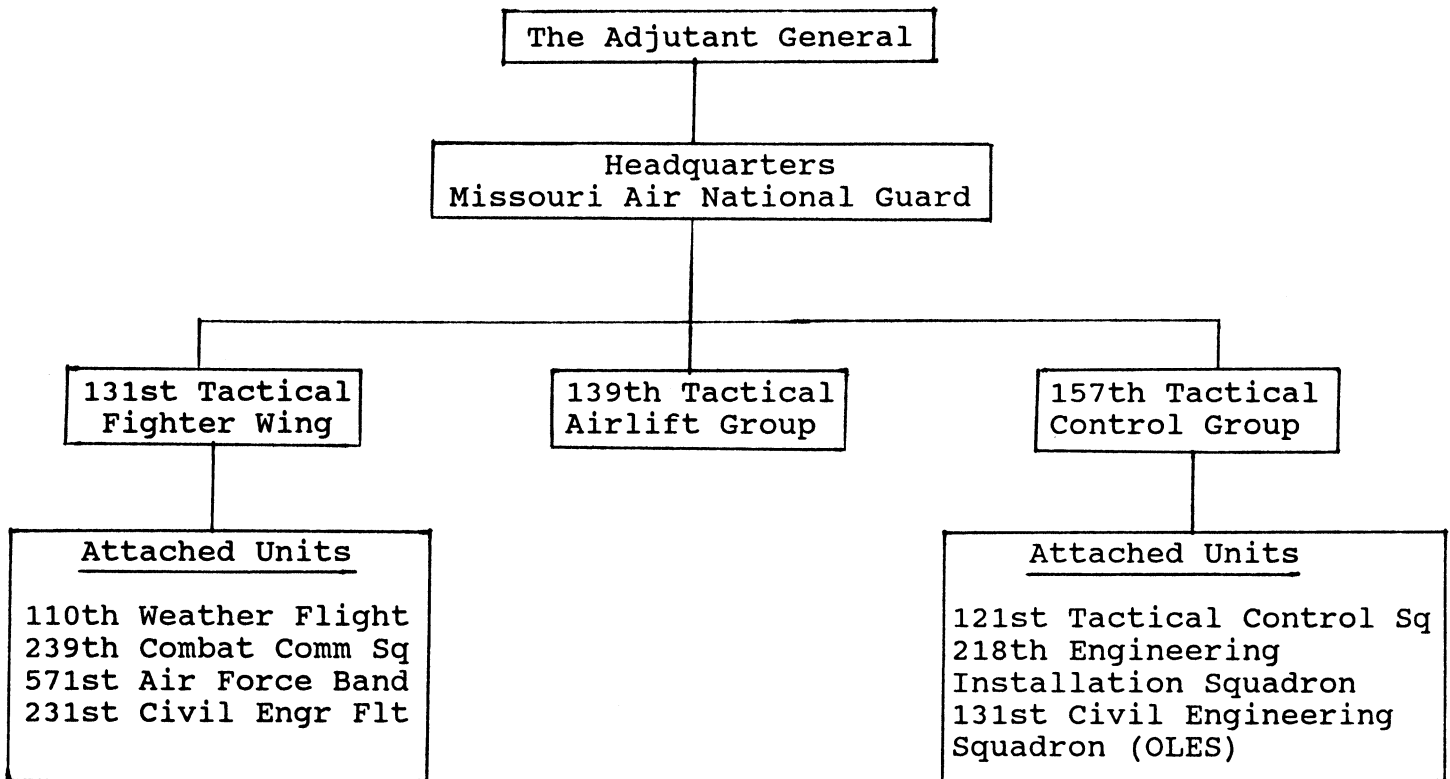 The Adjutant General
Headquarters
Missouri Air National Guard
131st Tactical
Fighter Wing
139th Tactical
Airlift Group
157th Tactical
Control Group
Attached Units
110th Weather Flight
239th Combat Comm Sq
571st Air Force Band
231st Civil Engr Flt
Attached Units
121st Tactical Control Sq
218th Engineering
Installation Squadron
131st Civil Engineering
Squadron (OLES)